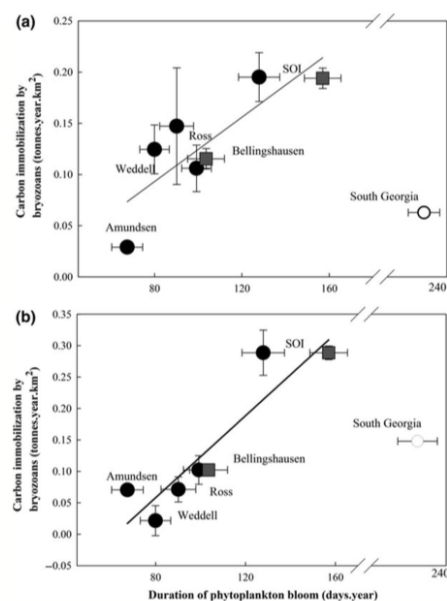 (a)
Carbon immobilization by
bryozoans (tonnes.year.km²)
0.25
0.20
0.15
0.10
0.05
0.00
SOI
Ross
Weddell
Bellingshausen
South Georgia
Amundsen
80
120
160
240
(b)
Carbon immobilization by
bryozoans (tonnes.year.km²)
0.35
0.30
0.25
0.20
0.15
0.10
0.05
0.00
−0.05
SOI
South Georgia
Bellingshausen
Amundsen
Ross
Weddell
80
120
160
240
Duration of phytoplankton bloom (days.year)